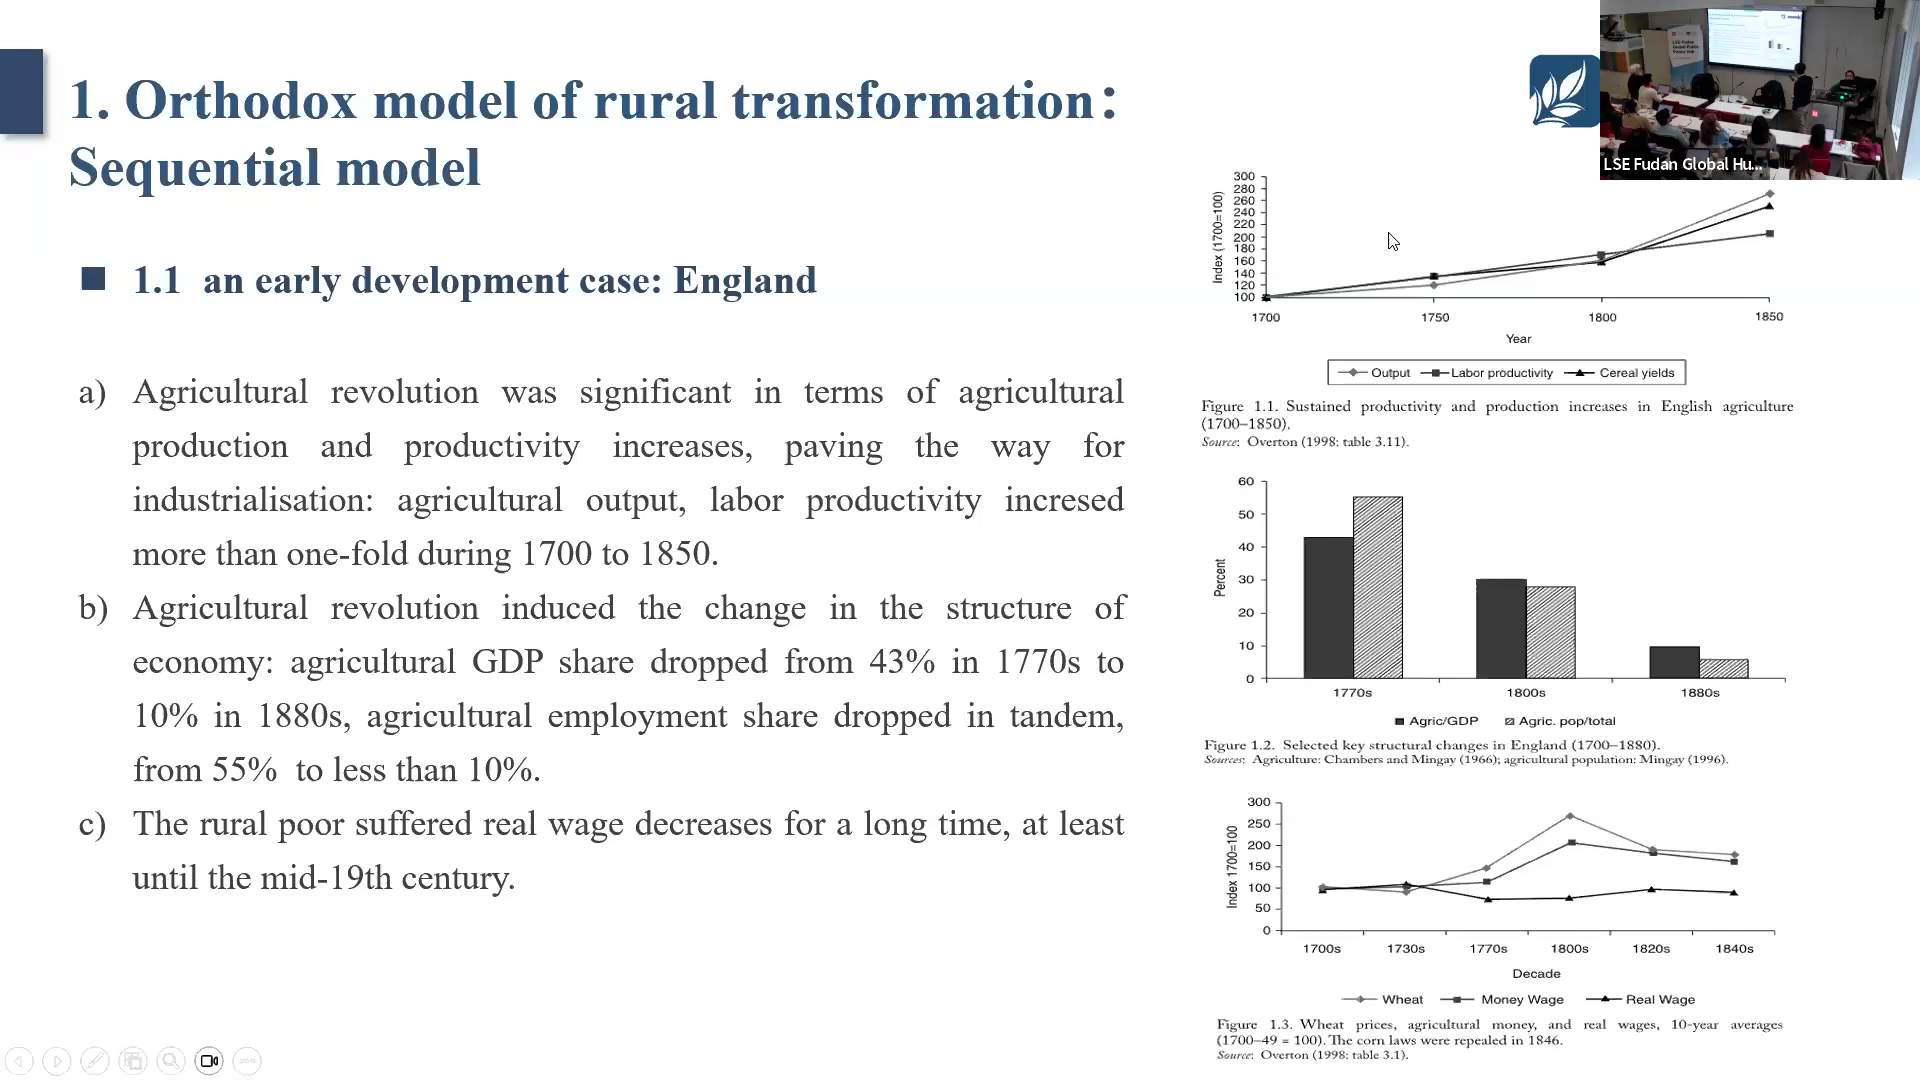 1. Orthodox model of rural transformation：
Sequential model
1.1 an early development case: England
a) Agricultural revolution was significant in terms of agricultural
production and productivity increases, paving the way for
industrialisation: agricultural output, labor productivity incresed
more than one-fold during 1700 to 1850.
b) Agricultural revolution induced the change in the structure of
economy: agricultural GDP share dropped from 43% in 1770s to
10% in 1880s, agricultural employment share dropped in tandem,
from 55% to less than 10%.
c) The rural poor suffered real wage decreases for a long time, at least
until the mid-19th century.
LSE-Fudan
Global Public
Policy Hub
LSE Fudan Global Hu...
Index (1700=100)
300
280
260
240
220
200
180
160
140
120
100
1700 1750 1800 1850
Year
Output Labor productivity Cereal yields
Figure 1.1. Sustained productivity and production increases in English agriculture
(1700–1850).
Source: Overton (1998: table 3.11).
Percent
60
50
40
30
20
10
0
1770s 1800s 1880s
Agric/GDP Agric. pop/total
Figure 1.2. Selected key structural changes in England (1700–1880).
Sources: Agriculture: Chambers and Mingay (1966); agricultural population: Mingay (1996).
Index 1700=100
300
250
200
150
100
50
0
1700s 1730s 1770s 1800s 1820s 1840s
Decade
Wheat Money Wage Real Wage
Figure 1.3. Wheat prices, agricultural money, and real wages, 10-year averages
(1700–49 = 100). The corn laws were repealed in 1846.
Source: Overton (1998: table 3.1).